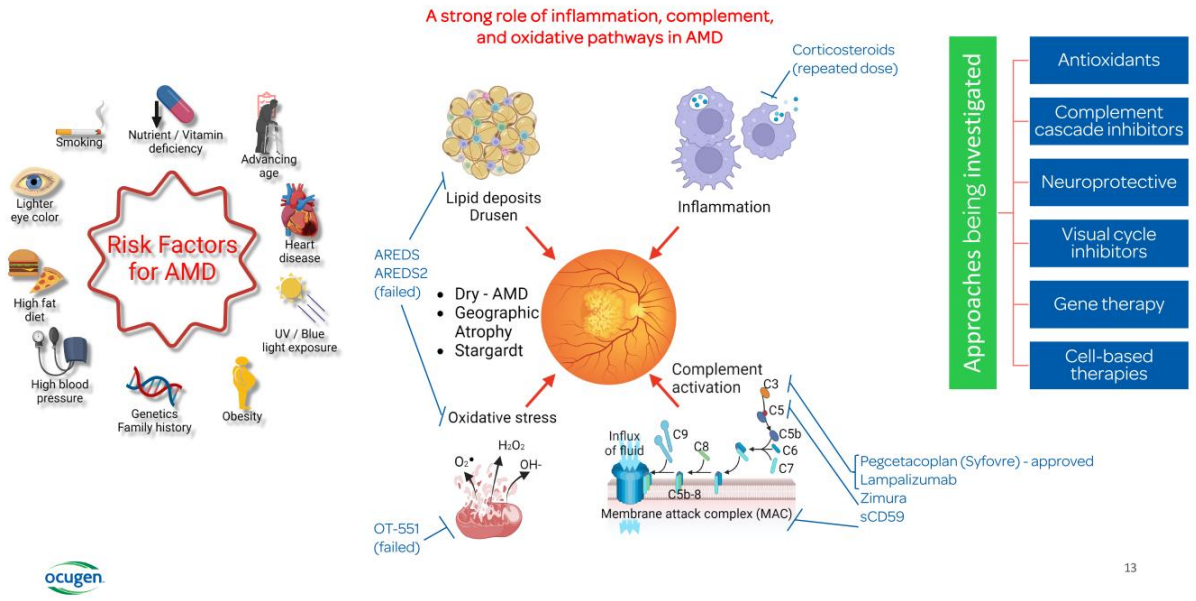 A strong role of inflammation, complement,
and oxidative pathways in AMD
Smoking
Nutrient / Vitamin
deficiency
Advancing
age
Lighter
eye color
Heart
disease
Risk Factors
for AMD
High fat
diet
UV / Blue
light exposure
High blood
pressure
Genetics
Family history
Obesity
Corticosteroids
(repeated dose)
Lipid deposits
Drusen
Inflammation
AREDS
AREDS2
(failed)
• Dry - AMD
• Geographic
Atrophy
• Stargardt
Oxidative stress
O₂•
H₂O₂
OH-
OT-551
(failed)
Complement
activation
C3
C5
C5b
C6
C7
C8
C9
C5b-8
Influx
of fluid
Membrane attack complex (MAC)
Pegcetacoplan (Syfovre) - approved
Lampalizumab
Zimura
sCD59
Approaches being investigated
Antioxidants
Complement
cascade inhibitors
Neuroprotective
Visual cycle
inhibitors
Gene therapy
Cell-based
therapies
ocugen
13